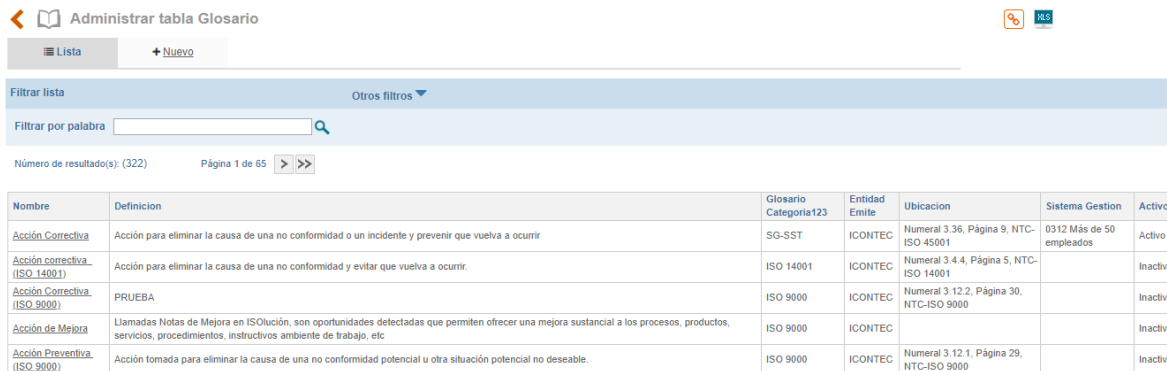 Administrar tabla Glosario
XLS
Lista
+ Nuevo
Filtrar lista
Otros filtros
Filtrar por palabra
Número de resultado(s): (322)
Página 1 de 65
>
>>
Nombre
Definicion
Glosario
Categoria123
Entidad
Emite
Ubicacion
Sistema Gestion
Activo
Acción Correctiva
Acción para eliminar la causa de una no conformidad o un incidente y prevenir que vuelva a ocurrir
SG-SST
ICONTEC
Numeral 3.36, Página 9, NTC-
ISO 45001
0312 Más de 50
empleados
Activo
Acción correctiva
(ISO 14001)
Acción para eliminar la causa de una no conformidad y evitar que vuelva a ocurrir.
ISO 14001
ICONTEC
Numeral 3.4.4, Página 5, NTC-
ISO 14001
Inactiv
Acción Correctiva
(ISO 9000)
PRUEBA
ISO 9000
ICONTEC
Numeral 3.12.2, Página 30,
NTC-ISO 9000
Inactiv
Acción de Mejora
Llamadas Notas de Mejora en ISOlución, son oportunidades detectadas que permiten ofrecer una mejora sustancial a los procesos, productos,
servicios, procedimientos, instructivos ambiente de trabajo, etc
ISO 9000
ICONTEC
Inactiv
Acción Preventiva
(ISO 9000)
Acción tomada para eliminar la causa de una no conformidad potencial u otra situación potencial no deseable.
ISO 9000
ICONTEC
Numeral 3.12.1, Página 29,
NTC-ISO 9000
Inactiv